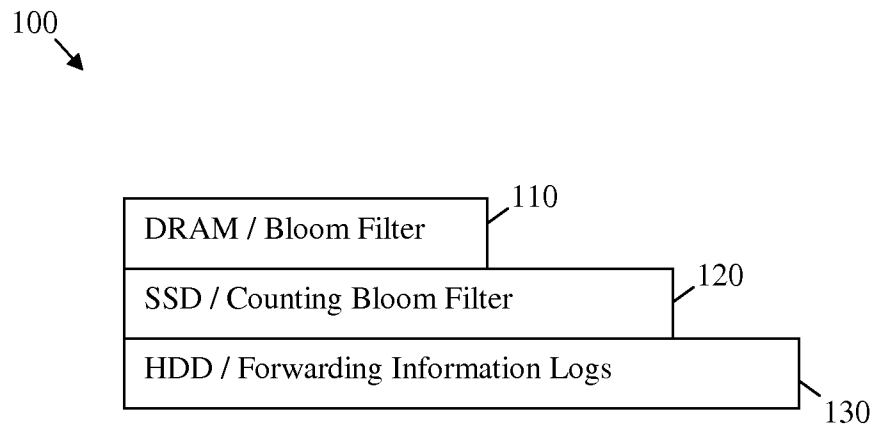 100
DRAM / Bloom Filter
110
SSD / Counting Bloom Filter
120
HDD / Forwarding Information Logs
130